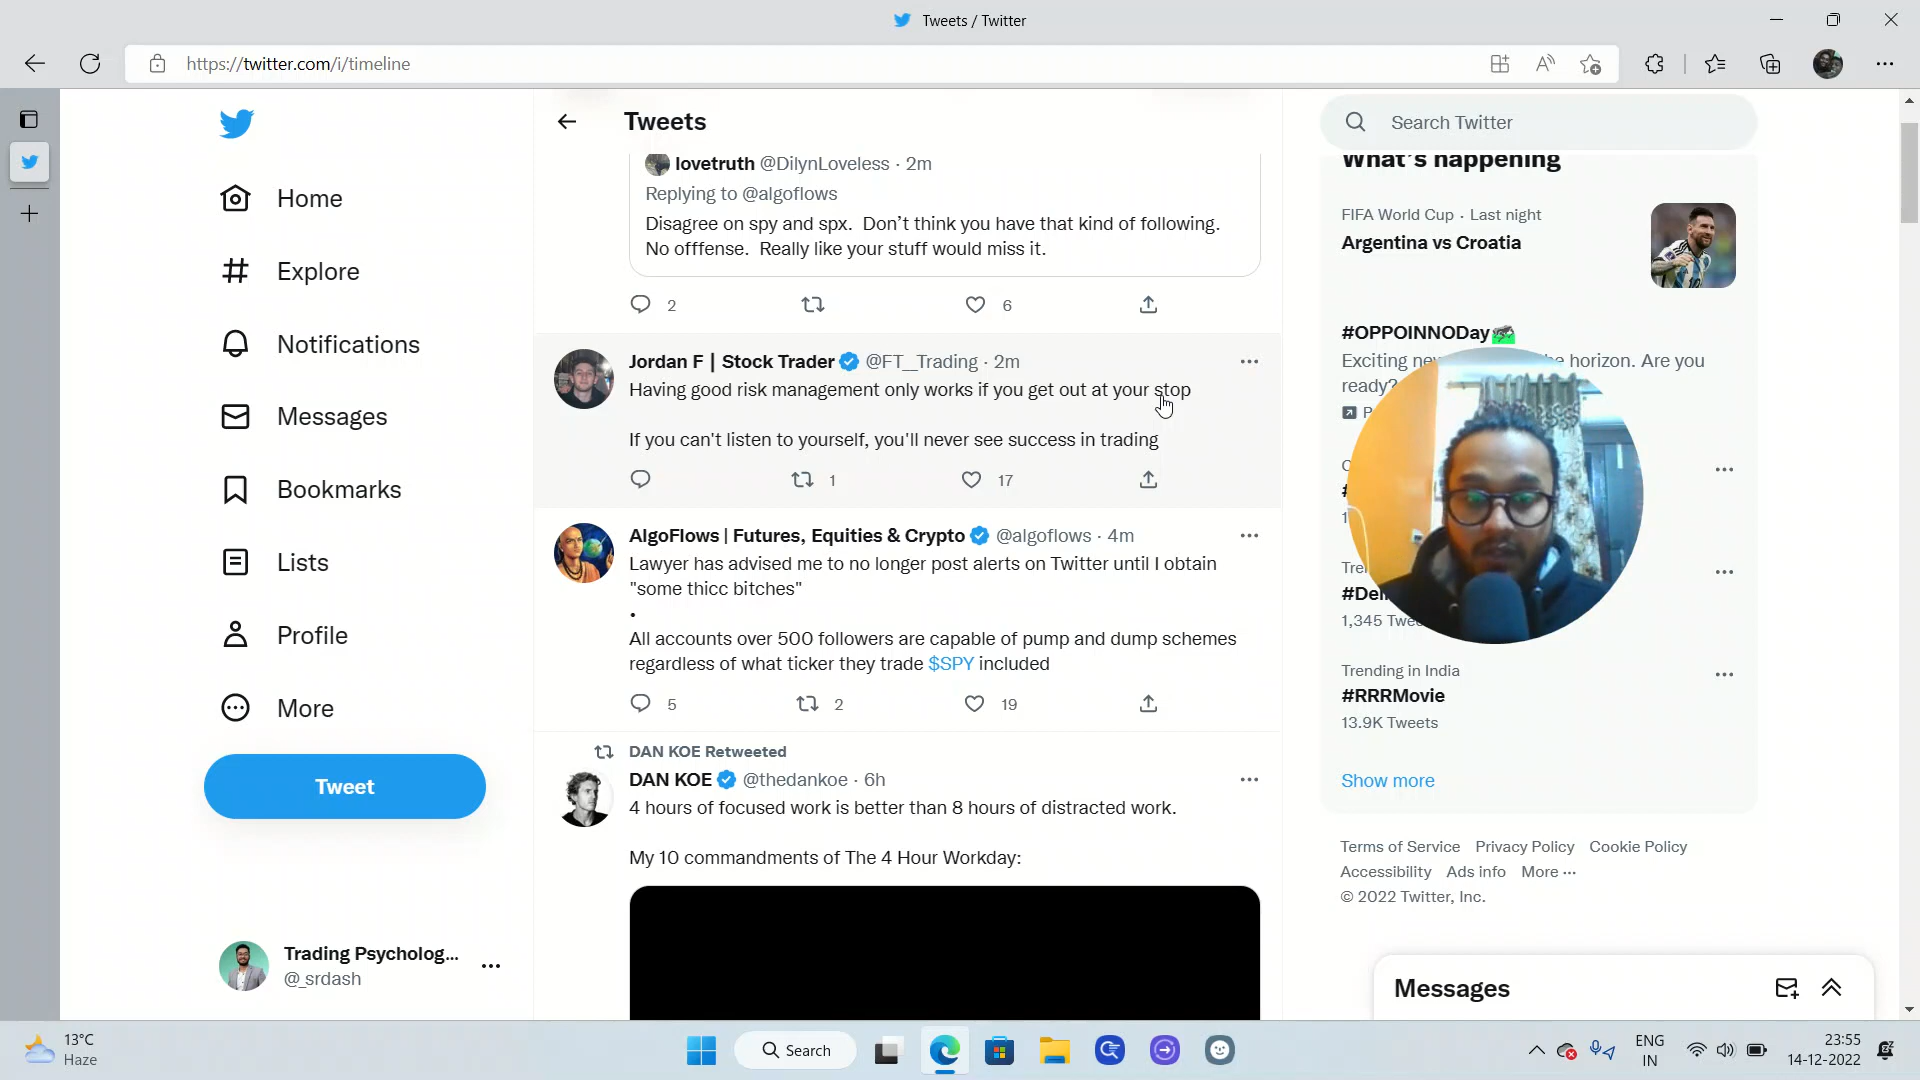 Tweets / Twitter
https://twitter.com/i/timeline
Home
Explore
Notifications
Messages
Bookmarks
Lists
Profile
More
Tweet
Trading Psycholog...
@_srdash
Tweets
lovetruth @DilynLoveless · 2m
Replying to @algoflows
Disagree on spy and spx. Don’t think you have that kind of following.
No offfense. Really like your stuff would miss it.
2
6
Jordan F | Stock Trader @FT__Trading · 2m
Having good risk management only works if you get out at your stop
If you can't listen to yourself, you'll never see success in trading
1
17
AlgoFlows | Futures, Equities & Crypto @algoflows · 4m
Lawyer has advised me to no longer post alerts on Twitter until I obtain
"some thicc bitches"
•
All accounts over 500 followers are capable of pump and dump schemes
regardless of what ticker they trade $SPY included
5
2
19
DAN KOE Retweeted
DAN KOE @thedankoe · 6h
4 hours of focused work is better than 8 hours of distracted work.
My 10 commandments of The 4 Hour Workday:
Search Twitter
What's happening
FIFA World Cup · Last night
Argentina vs Croatia
#OPPOINNODay
Exciting horizon. Are you
ready?
1,345
Trending in India
#RRRMovie
13.9K Tweets
Show more
Terms of Service Privacy Policy Cookie Policy
Accessibility Ads info More ···
© 2022 Twitter, Inc.
Messages
13°C
Haze
Search
ENG
IN
23:55
14-12-2022